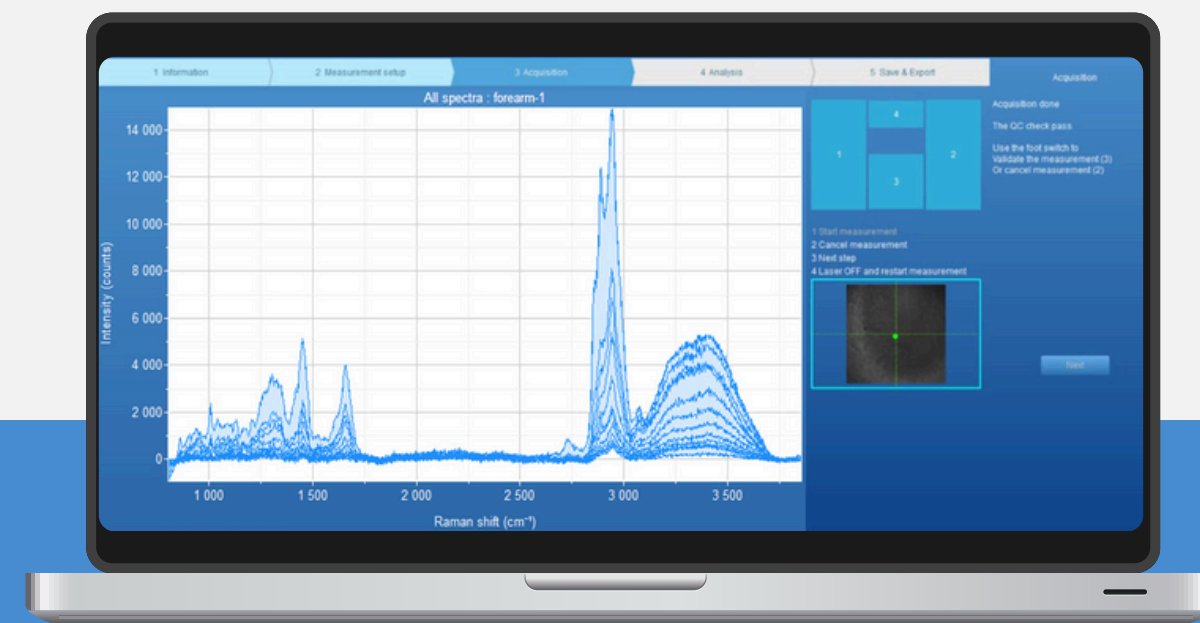 1 Information
2 Measurement setup
3 Acquisition
4 Analysis
5 Save & Export
Acquisition
All spectra : forearm-1
Intensity (counts)
14 000
12 000
10 000
8 000
6 000
4 000
2 000
0
1 000
1 500
2 000
2 500
3 000
3 500
Raman shift (cm⁻¹)
1
4
3
2
Acquisition done
The QC check pass
Use the foot switch to
Validate the measurement (3)
Or cancel measurement (2)
1 Start measurement
2 Cancel measurement
3 Next step
4 Laser OFF and restart measurement
Next